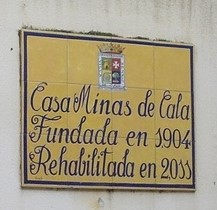 Casa Minas de Cala
Fundada en 1904
Rehabilitada en 2011